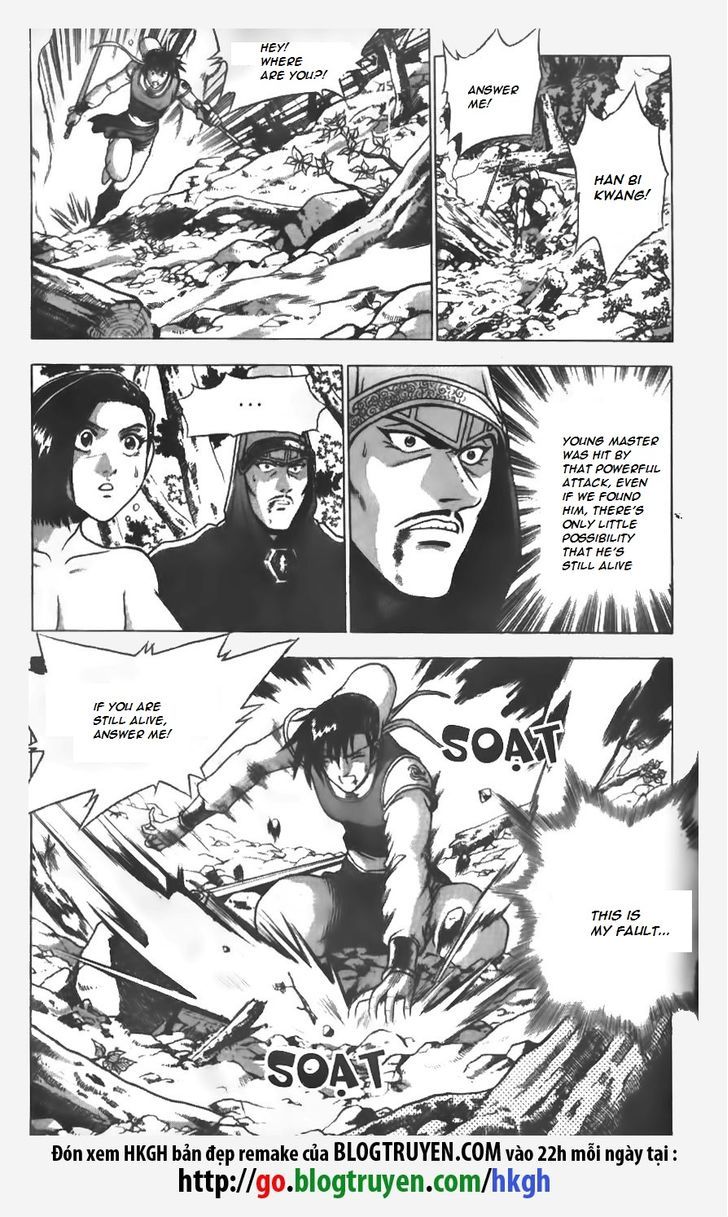 HEY!
WHERE
ARE YOU?!
ANSWER
ME!
HAN BI
KWANG!
...
YOUNG MASTER
WAS HIT BY
THAT POWERFUL
ATTACK, EVEN
IF WE FOUND
HIM, THERE'S
ONLY LITTLE
POSSIBILITY
THAT HE'S
STILL ALIVE
IF YOU ARE
STILL ALIVE,
ANSWER ME!
SOẠT
THIS IS
MY FAULT...
SOẠT
Đón xem HKGH bản đẹp remake của BLOGTRUYEN.COM vào 22h mỗi ngày tại :
http://go.blogtruyen.com/hkgh